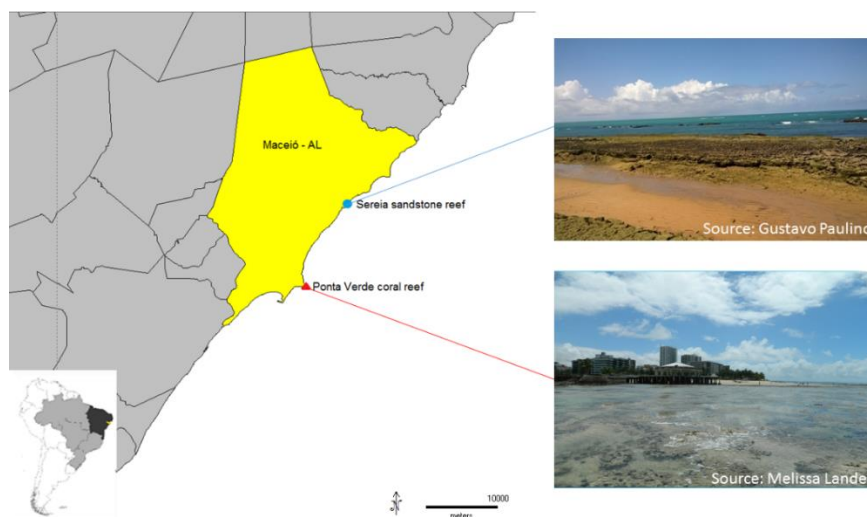 Maceió - AL
Sereia sandstone reef
Source: Gustavo Paulino
Ponta Verde coral reef
Source: Melissa Lande
10000
meters